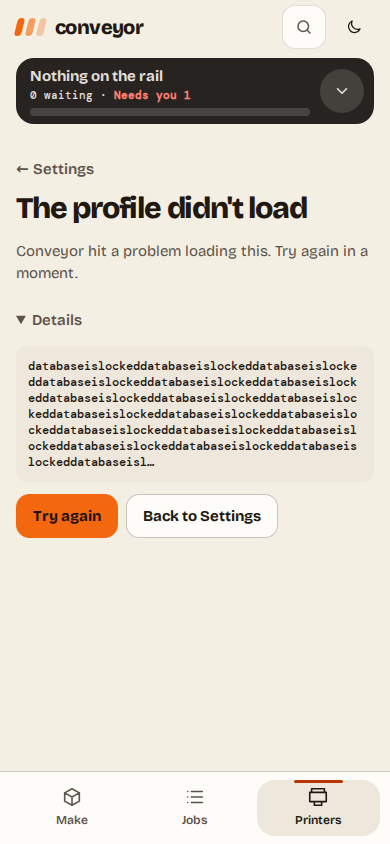 conveyor
Nothing on the rail
0 waiting · Needs you 1
← Settings
The profile didn't load
Conveyor hit a problem loading this. Try again in a
moment.
▼ Details
databaseislockeddatabaseislockeddatabaseislocke
ddatabaseislockeddatabaseislockeddatabaseislock
eddatabaseislockeddatabaseislockeddatabaseisloc
keddatabaseislockeddatabaseislockeddatabaseislo
ckeddatabaseislockeddatabaseislockeddatabaseisl
ockeddatabaseislockeddatabaseislockeddatabaseis
lockeddatabaseisl…
Try again
Back to Settings
Make
Jobs
Printers